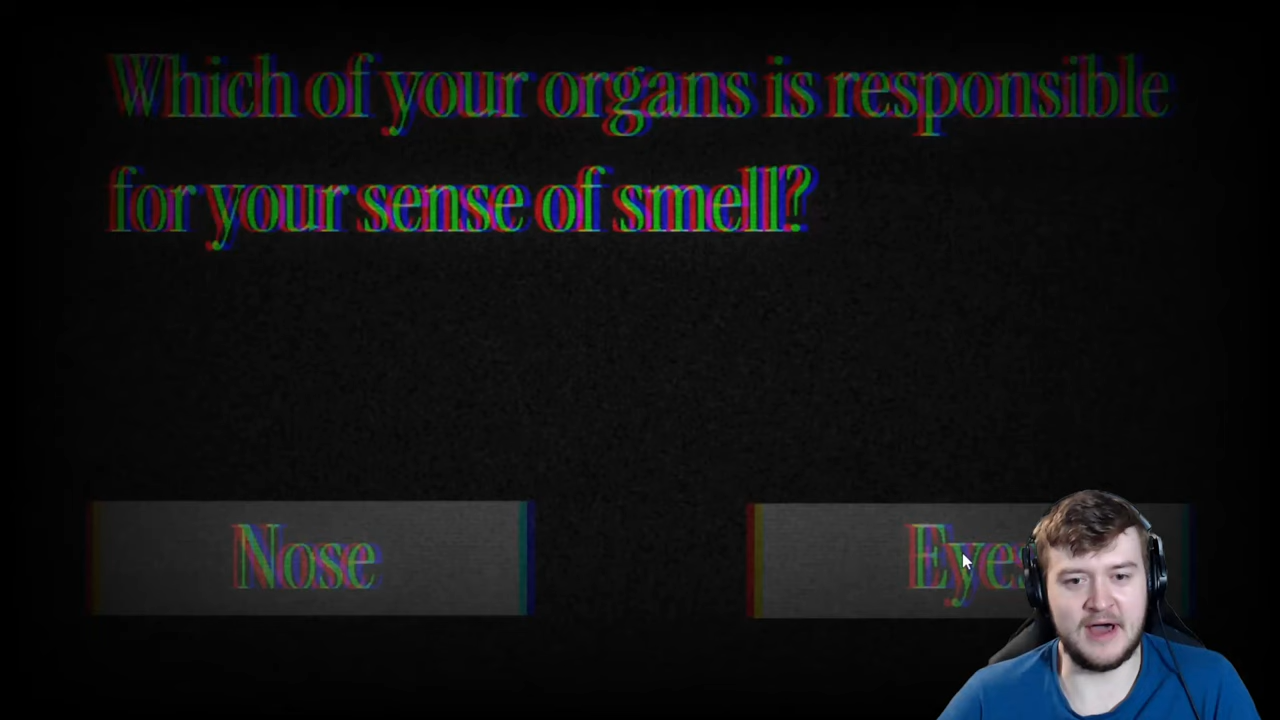 Which of your organs is responsible
for your sense of smell?
Nose
Eyes